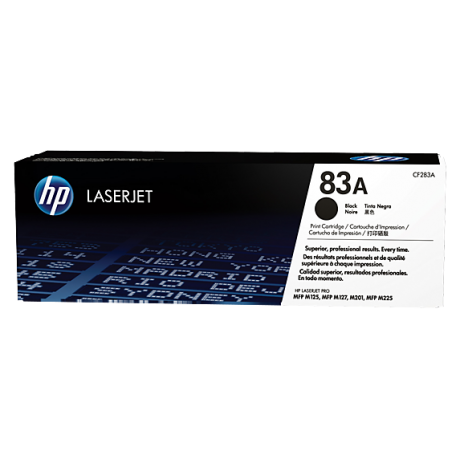 hp
LASERJET
83A
CF283A
Black Tinta Negra
Noire 黑色
Print Cartridge / Cartouche d'impression /
Cartucho de Impresión / 打印硒鼓
Superior, professional results. Every time.
Des résultats professionnels et de qualité
supérieure à chaque impression.
Calidad superior, resultados profesionales.
En todo momento.
HP LASERJET PRO
MFP M125, MFP M127, M201, MFP M225
SYDNEY